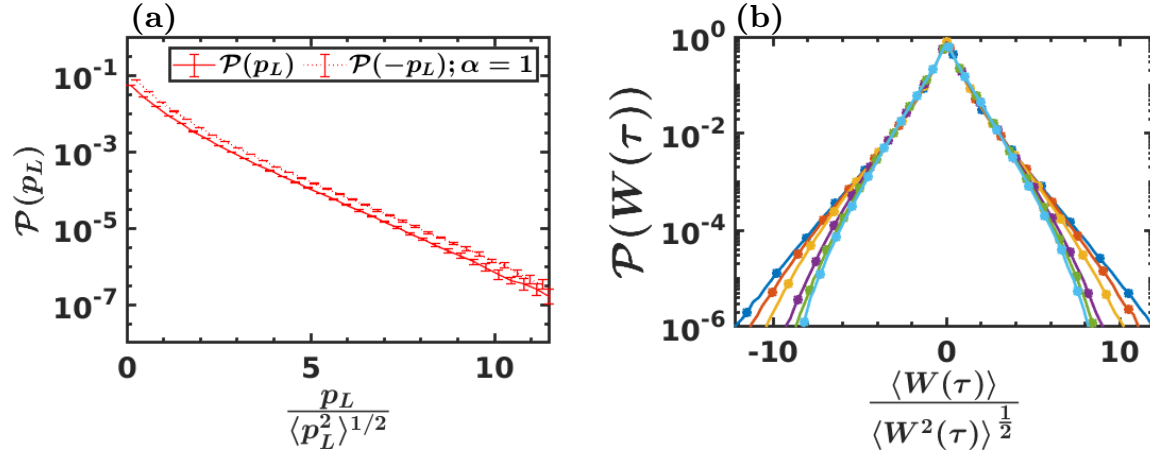 (a)
𝒫(p_L)
10^{-1}
10^{-3}
10^{-5}
10^{-7}
𝒫(p_L) 𝒫(-p_L); α = 1
0 5 10
p_L
⟨p_L^2⟩^{1/2}
(b)
𝒫(W(τ))
10^0
10^{-2}
10^{-4}
10^{-6}
-10 0 10
⟨W(τ)⟩
⟨W^2(τ)⟩^{1/2}